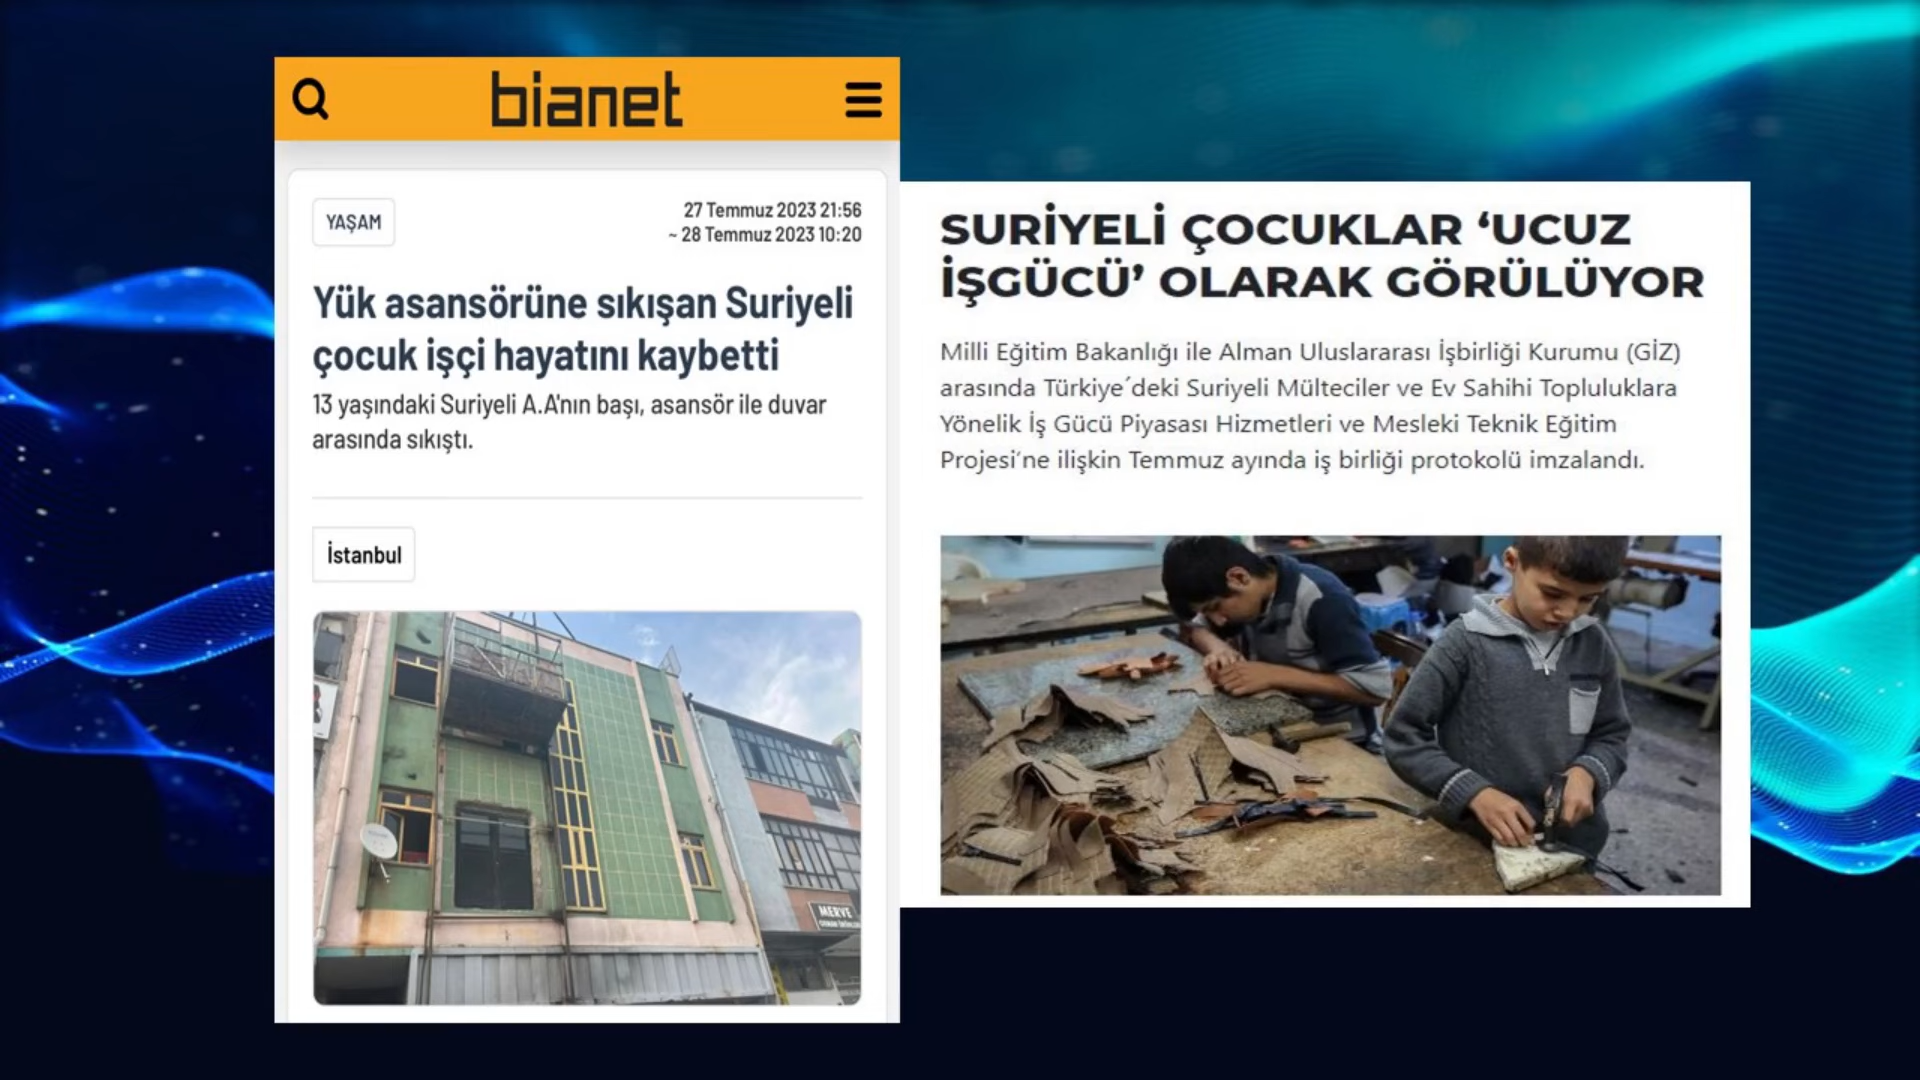 bianet
YAŞAM
27 Temmuz 2023 21:56
~ 28 Temmuz 2023 10:20
Yük asansörüne sıkışan Suriyeli
çocuk işçi hayatını kaybetti
13 yaşındaki Suriyeli A.A'nın başı, asansör ile duvar
arasında sıkıştı.
İstanbul
MERVE
SURİYELİ ÇOCUKLAR ‘UCUZ
İŞGÜCÜ’ OLARAK GÖRÜLÜYOR
Milli Eğitim Bakanlığı ile Alman Uluslararası İşbirliği Kurumu (GİZ)
arasında Türkiye´deki Suriyeli Mülteciler ve Ev Sahihi Topluluklara
Yönelik İş Gücü Piyasası Hizmetleri ve Mesleki Teknik Eğitim
Projesi’ne ilişkin Temmuz ayında iş birliği protokolü imzalandı.